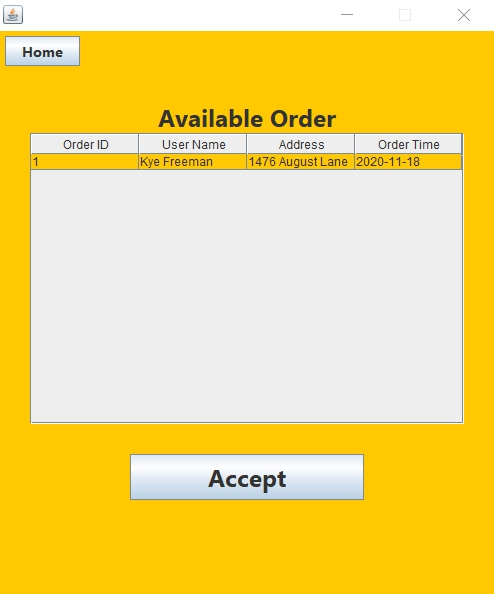 Home
Available Order
Order ID User Name Address Order Time
1 Kye Freeman 1476 August Lane 2020-11-18
Accept